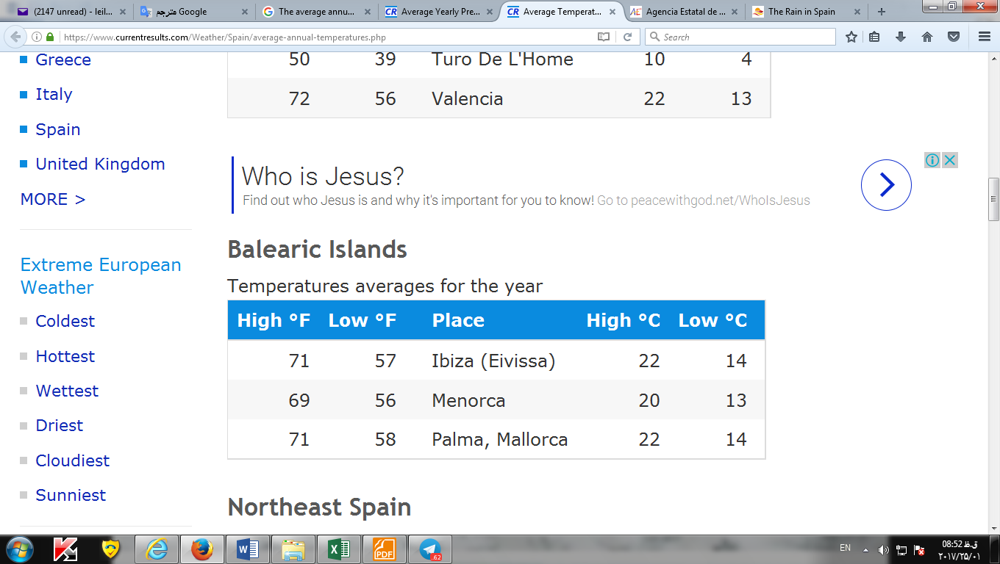 (2147 unread) - leil...
مترجم Google
The average annu...
CR Average Yearly Pre...
CR Average Temperat...
AE Agencia Estatal de ...
The Rain in Spain
https://www.currentresults.com/Weather/Spain/average-annual-temperatures.php
Search
Greece
Italy
Spain
United Kingdom
MORE >
Extreme European
Weather
Coldest
Hottest
Wettest
Driest
Cloudiest
Sunniest
50 39 Turo De L'Home 10 4
72 56 Valencia 22 13
Who is Jesus?
Find out who Jesus is and why it's important for you to know! Go to peacewithgod.net/WhoIsJesus
Balearic Islands
Temperatures averages for the year
High °F Low °F Place High °C Low °C
71 57 Ibiza (Eivissa) 22 14
69 56 Menorca 20 13
71 58 Palma, Mallorca 22 14
Northeast Spain
PDF
.62
EN
08:52 ق.ظ
۲۰۱۷/۲۵/۰۱